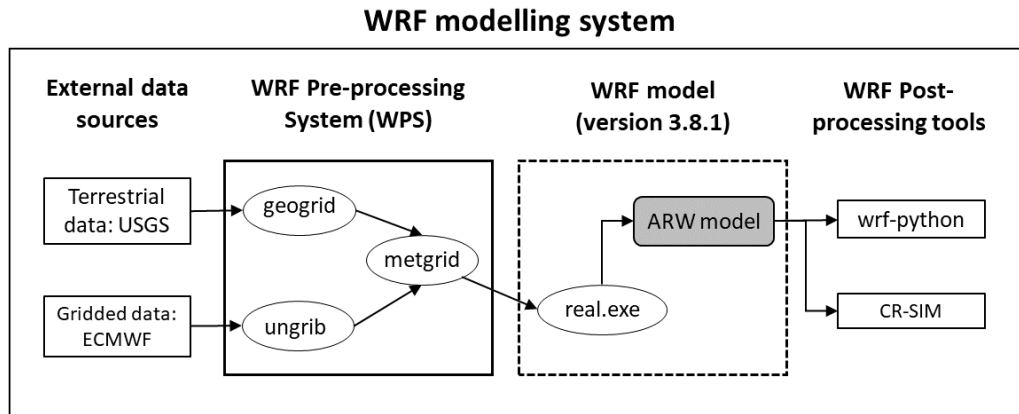 WRF modelling system
External data
sources
WRF Pre-processing
System (WPS)
WRF model
(version 3.8.1)
WRF Post-
processing tools
Terrestrial
data: USGS
geogrid
metgrid
ARW model
wrf-python
Gridded data:
ECMWF
ungrib
real.exe
CR-SIM